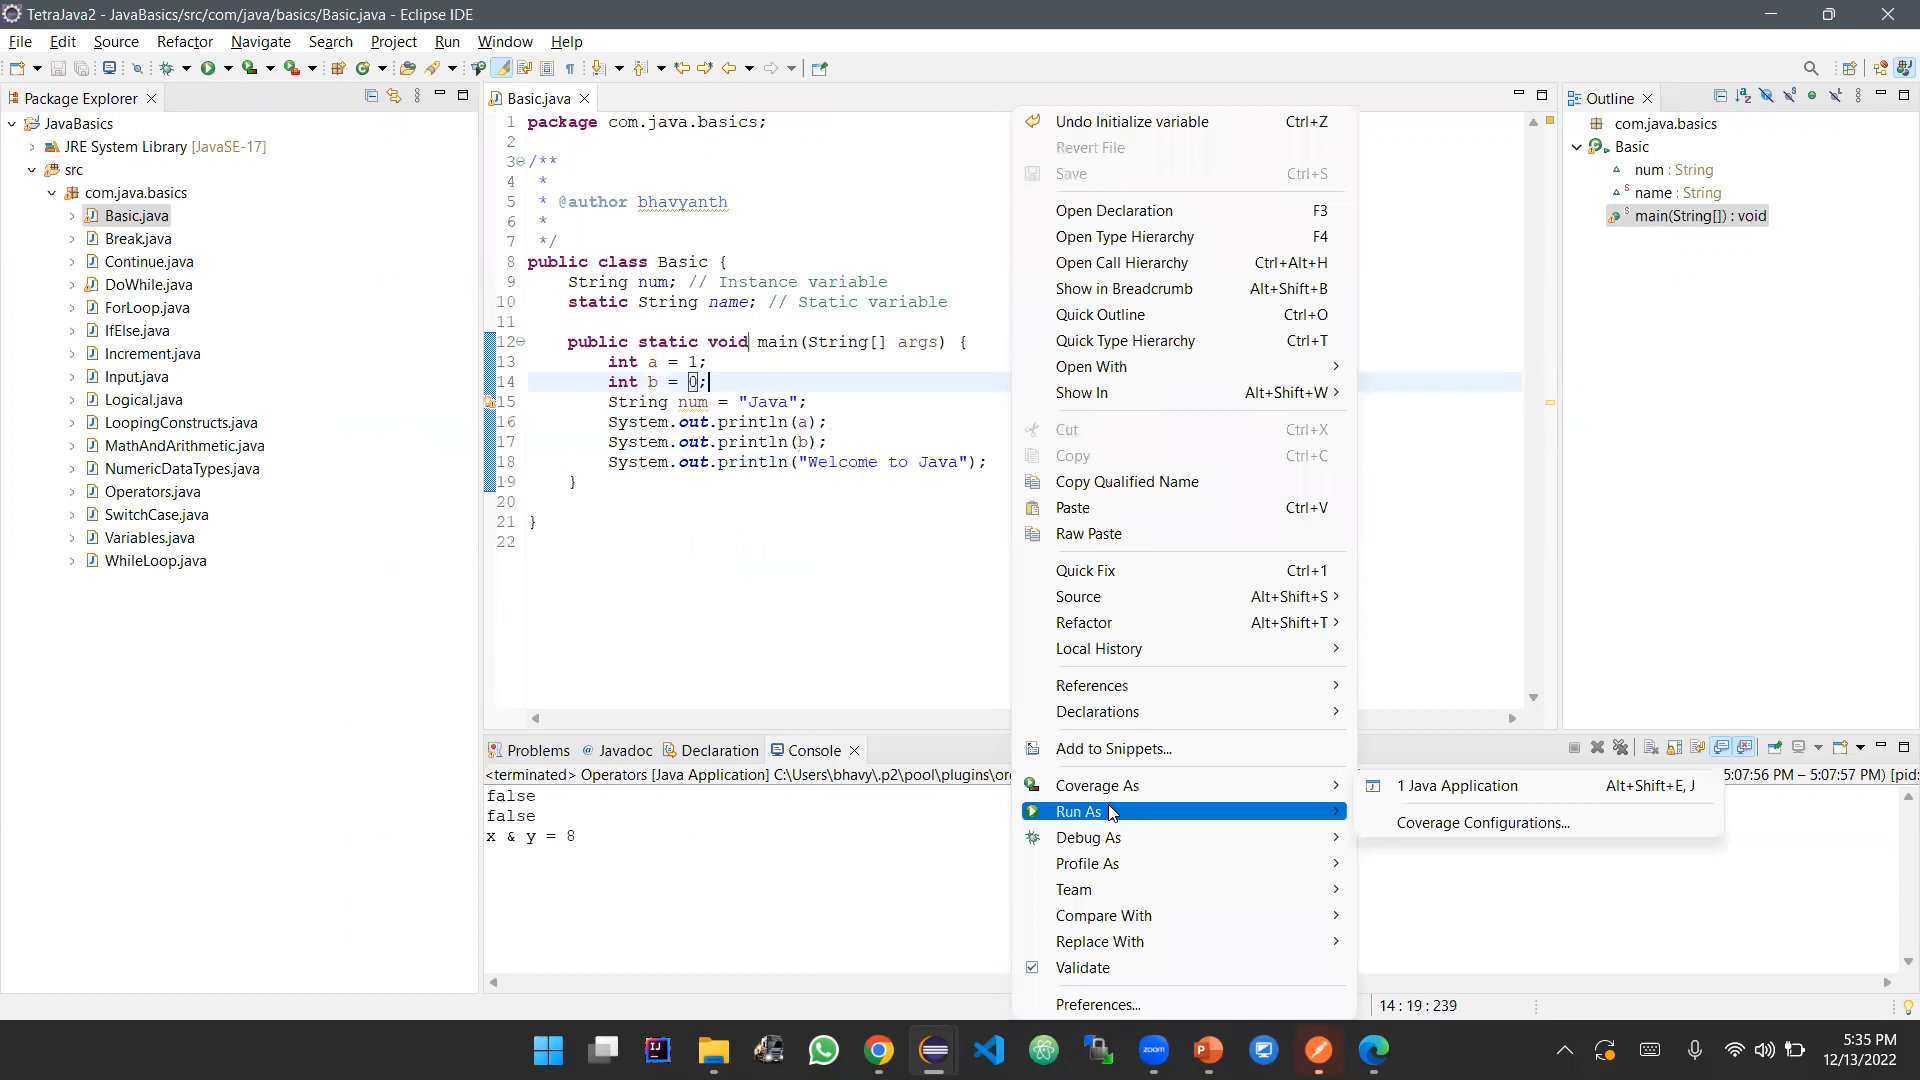 TetraJava2 - JavaBasics/src/com/java/basics/Basic.java - Eclipse IDE
File Edit Source Refactor Navigate Search Project Run Window Help
Package Explorer
JavaBasics
JRE System Library [JavaSE-17]
src
com.java.basics
Basic.java
Break.java
Continue.java
DoWhile.java
ForLoop.java
IfElse.java
Increment.java
Input.java
Logical.java
LoopingConstructs.java
MathAndArithmetic.java
NumericDataTypes.java
Operators.java
SwitchCase.java
Variables.java
WhileLoop.java
Basic.java
1 package com.java.basics;
2
3 /**
4 *
5 * @author bhavyanth
6 *
7 */
8 public class Basic {
9 String num; // Instance variable
10 static String name; // Static variable
11
12 public static void main(String[] args) {
13 int a = 1;
14 int b = 0;
15 String num = "Java";
16 System.out.println(a);
17 System.out.println(b);
18 System.out.println("Welcome to Java");
19 }
20
21 }
22
Undo Initialize variable Ctrl+Z
Revert File
Save Ctrl+S
Open Declaration F3
Open Type Hierarchy F4
Open Call Hierarchy Ctrl+Alt+H
Show in Breadcrumb Alt+Shift+B
Quick Outline Ctrl+O
Quick Type Hierarchy Ctrl+T
Open With
Show In Alt+Shift+W
Cut Ctrl+X
Copy Ctrl+C
Copy Qualified Name
Paste Ctrl+V
Raw Paste
Quick Fix Ctrl+1
Source Alt+Shift+S
Refactor Alt+Shift+T
Local History
References
Declarations
Add to Snippets...
Coverage As
Run As
Debug As
Profile As
Team
Compare With
Replace With
Validate
Preferences...
1 Java Application Alt+Shift+E, J
Coverage Configurations...
Outline
com.java.basics
Basic
num : String
name : String
main(String[]) : void
Problems @ Javadoc Declaration Console
<terminated> Operators [Java Application] C:\Users\bhavy\.p2\pool\plugins\or
5:07:56 PM – 5:07:57 PM) [pid:
false
false
x & y = 8
14 : 19 : 239
zoom
5:35 PM
12/13/2022